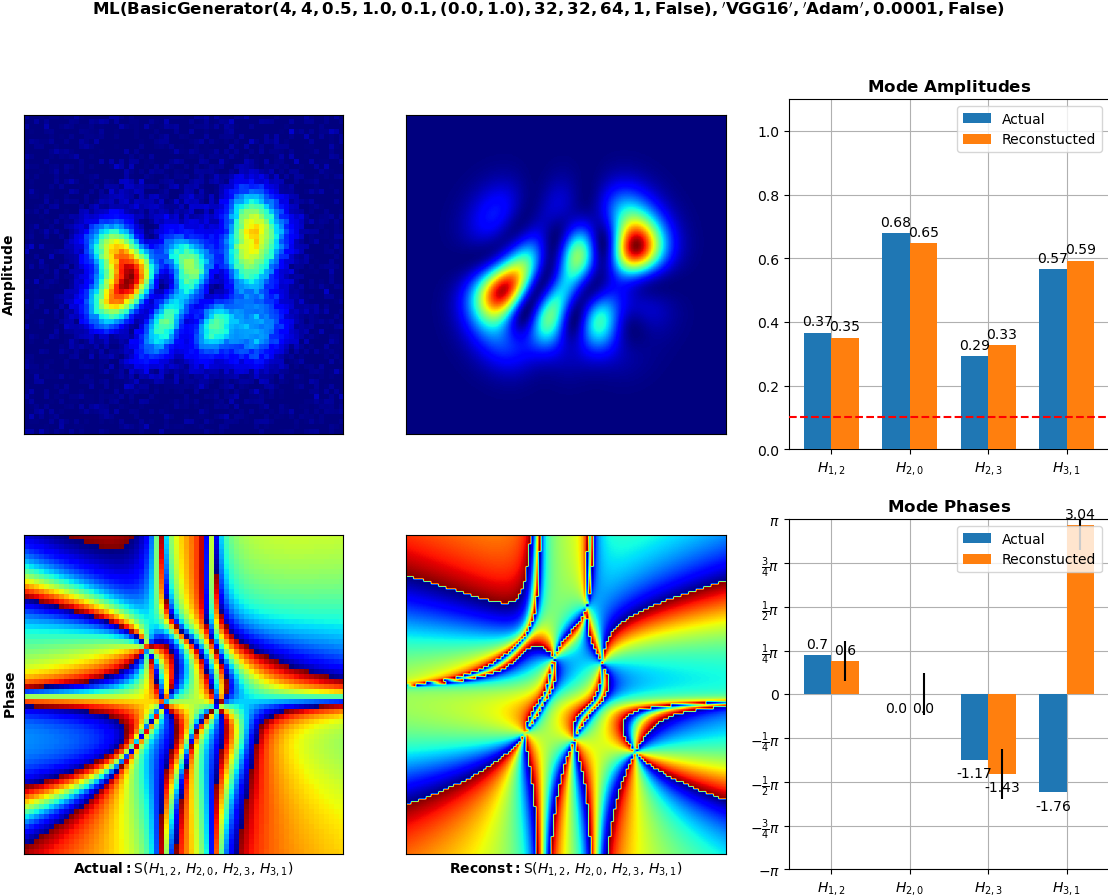 ML(BasicGenerator(4, 4, 0.5, 1.0, 0.1, (0.0, 1.0), 32, 32, 64, 1, False), ′VGG16′, ′Adam′, 0.0001, False)
Amplitude
Mode Amplitudes
Actual
Reconstucted
1.0
0.8
0.6
0.4
0.2
0.0
0.37
0.35
0.68
0.65
0.29
0.33
0.57
0.59
H1,2
H2,0
H2,3
H3,1
Phase
Actual: S(H1,2, H2,0, H2,3, H3,1)
Reconst: S(H1,2, H2,0, H2,3, H3,1)
Mode Phases
Actual
Reconstucted
π
3/4π
1/2π
1/4π
0
−1/4π
−1/2π
−3/4π
−π
0.7
0.6
0.0
0.0
-1.17
-1.43
-1.76
3.04
H1,2
H2,0
H2,3
H3,1